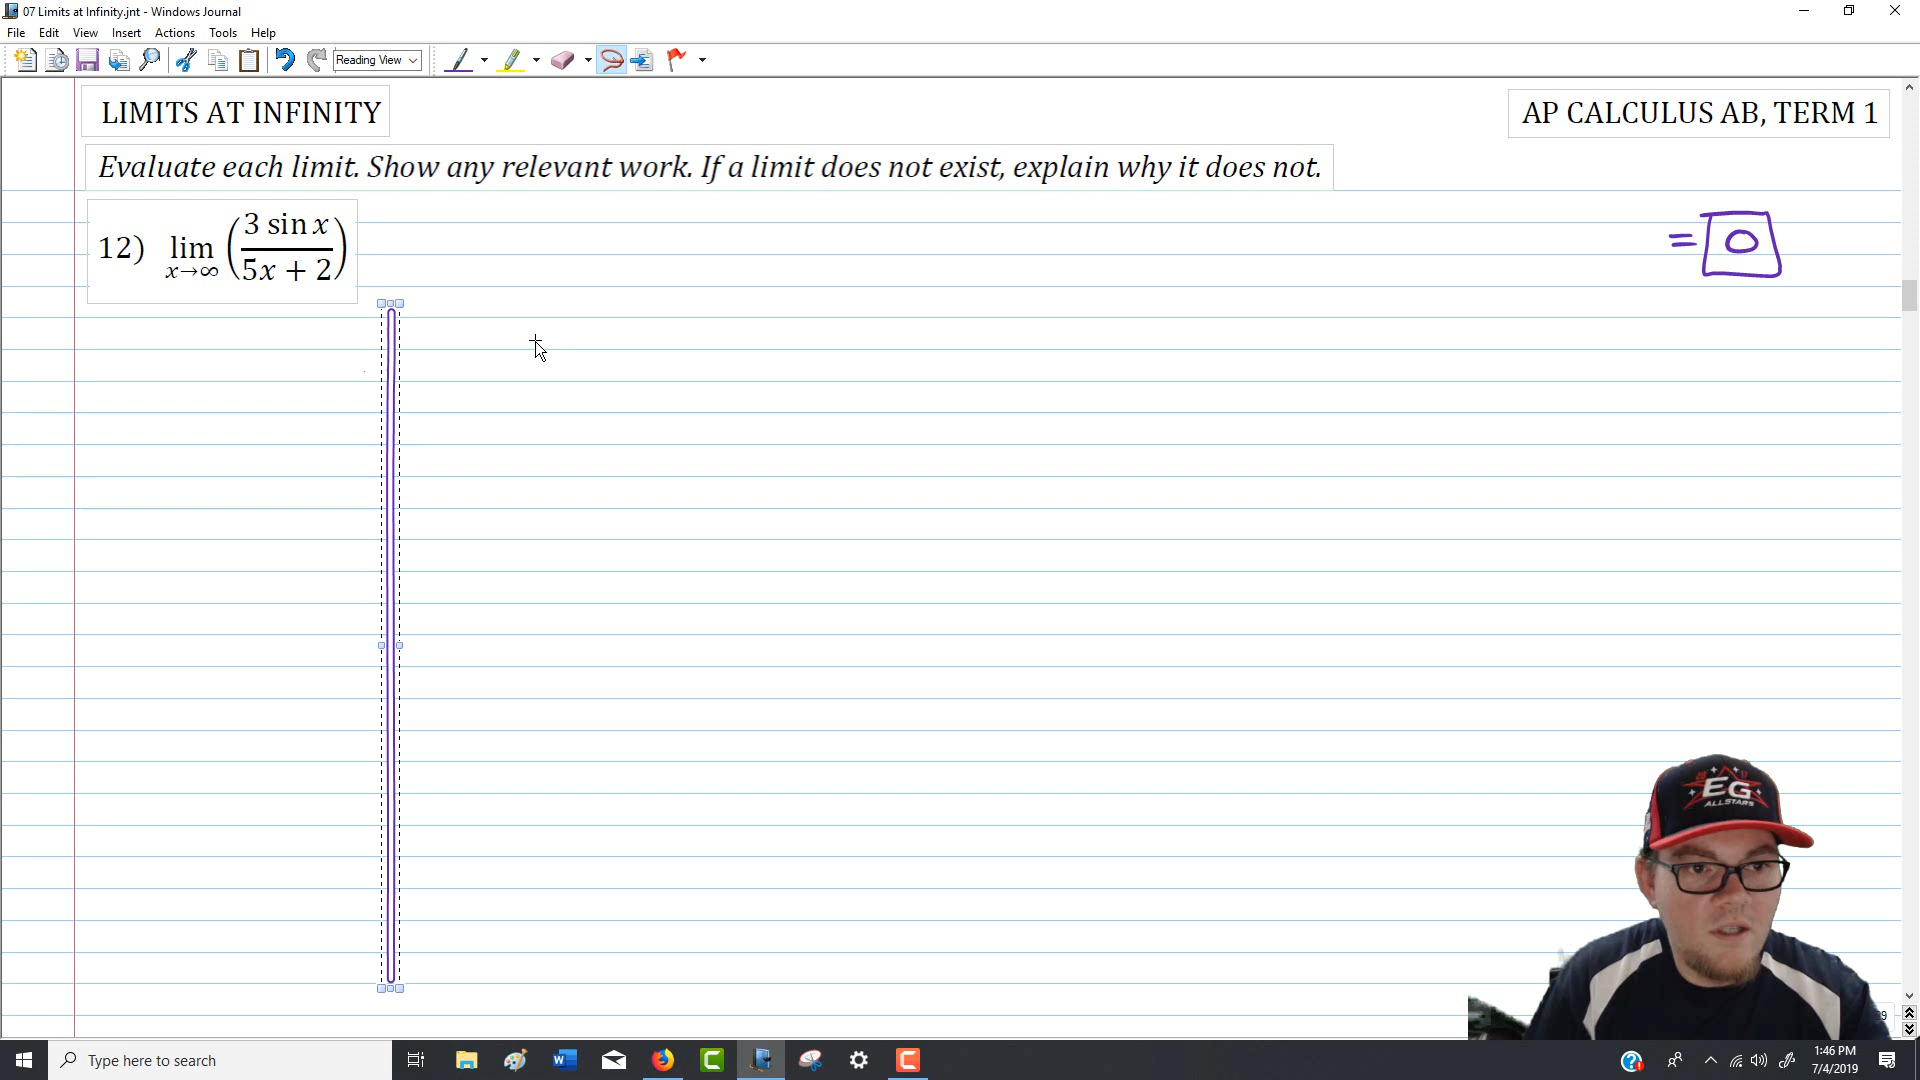 07 Limits at Infinity.jnt - Windows Journal
File Edit View Insert Actions Tools Help
Reading View
LIMITS AT INFINITY
AP CALCULUS AB, TERM 1
Evaluate each limit. Show any relevant work. If a limit does not exist, explain why it does not.
12) lim x→∞ (3 sin x / 5x + 2)
= 0
EG
ALLSTARS
Type here to search
1:46 PM
7/4/2019